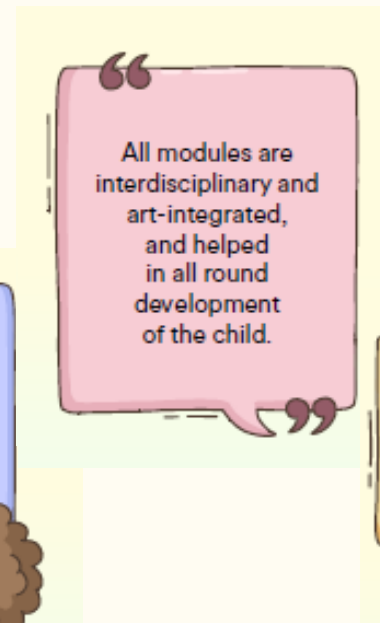 All modules are
interdisciplinary and
art-integrated,
and helped
in all round
development
of the child.